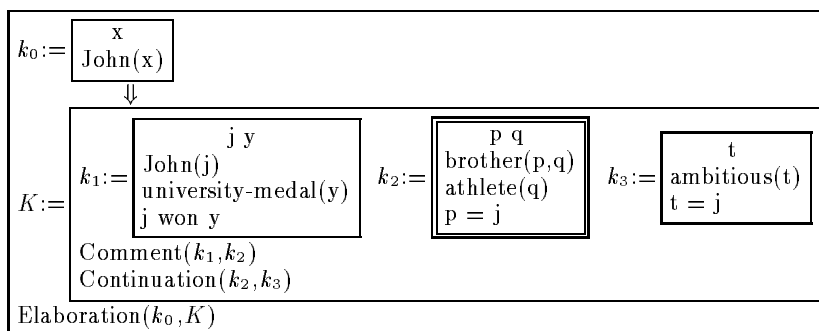 k₀:=
x
John(x)
⇓
K:=
k₁:=
j y
John(j)
university-medal(y)
j won y
k₂:=
p q
brother(p,q)
athlete(q)
p = j
k₃:=
t
ambitious(t)
t = j
Comment(k₁,k₂)
Continuation(k₂,k₃)
Elaboration(k₀,K)